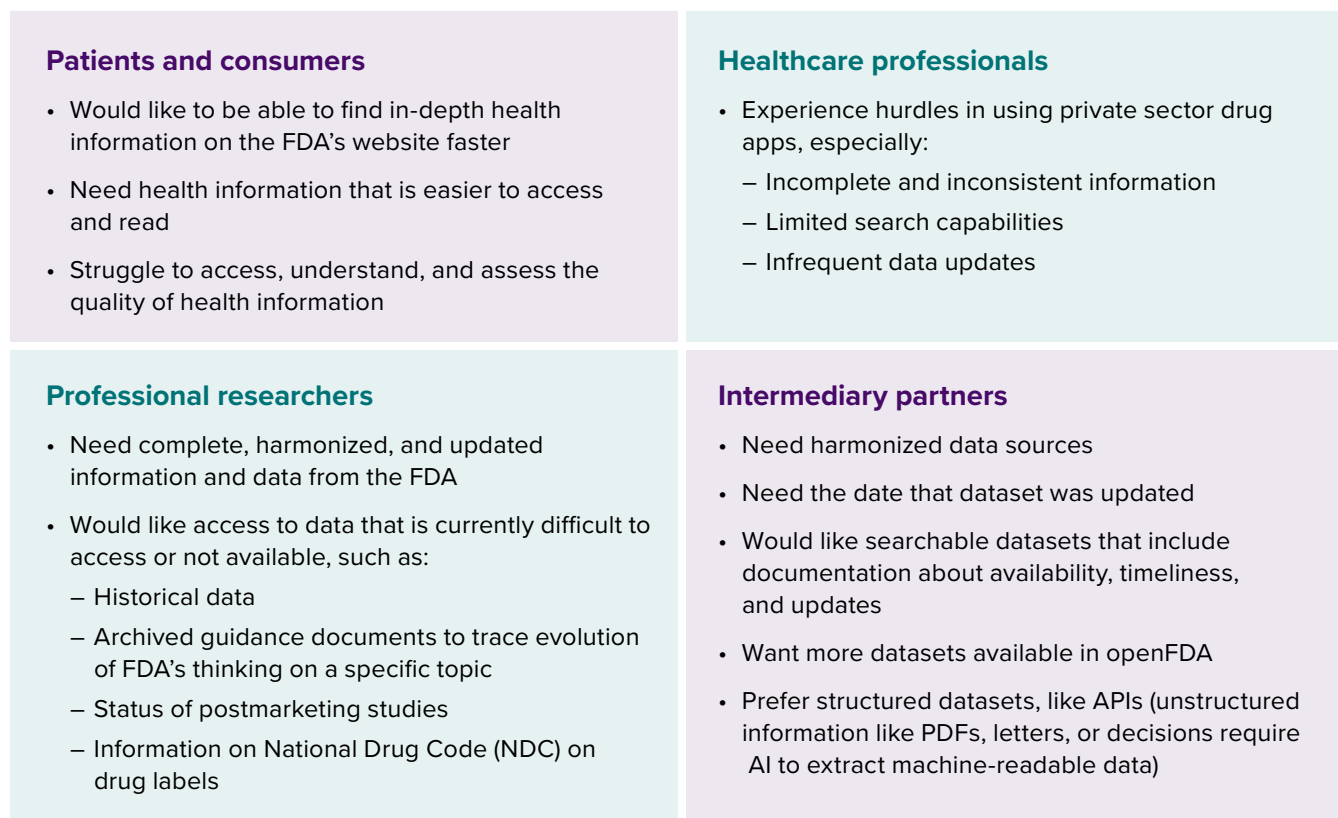 Patients and consumers
• Would like to be able to find in-depth health
information on the FDA's website faster
• Need health information that is easier to access
and read
• Struggle to access, understand, and assess the
quality of health information
Healthcare professionals
• Experience hurdles in using private sector drug
apps, especially:
– Incomplete and inconsistent information
– Limited search capabilities
– Infrequent data updates
Professional researchers
• Need complete, harmonized, and updated
information and data from the FDA
• Would like access to data that is currently difficult to
access or not available, such as:
– Historical data
– Archived guidance documents to trace evolution
of FDA's thinking on a specific topic
– Status of postmarketing studies
– Information on National Drug Code (NDC) on
drug labels
Intermediary partners
• Need harmonized data sources
• Need the date that dataset was updated
• Would like searchable datasets that include
documentation about availability, timeliness,
and updates
• Want more datasets available in openFDA
• Prefer structured datasets, like APIs (unstructured
information like PDFs, letters, or decisions require
AI to extract machine-readable data)